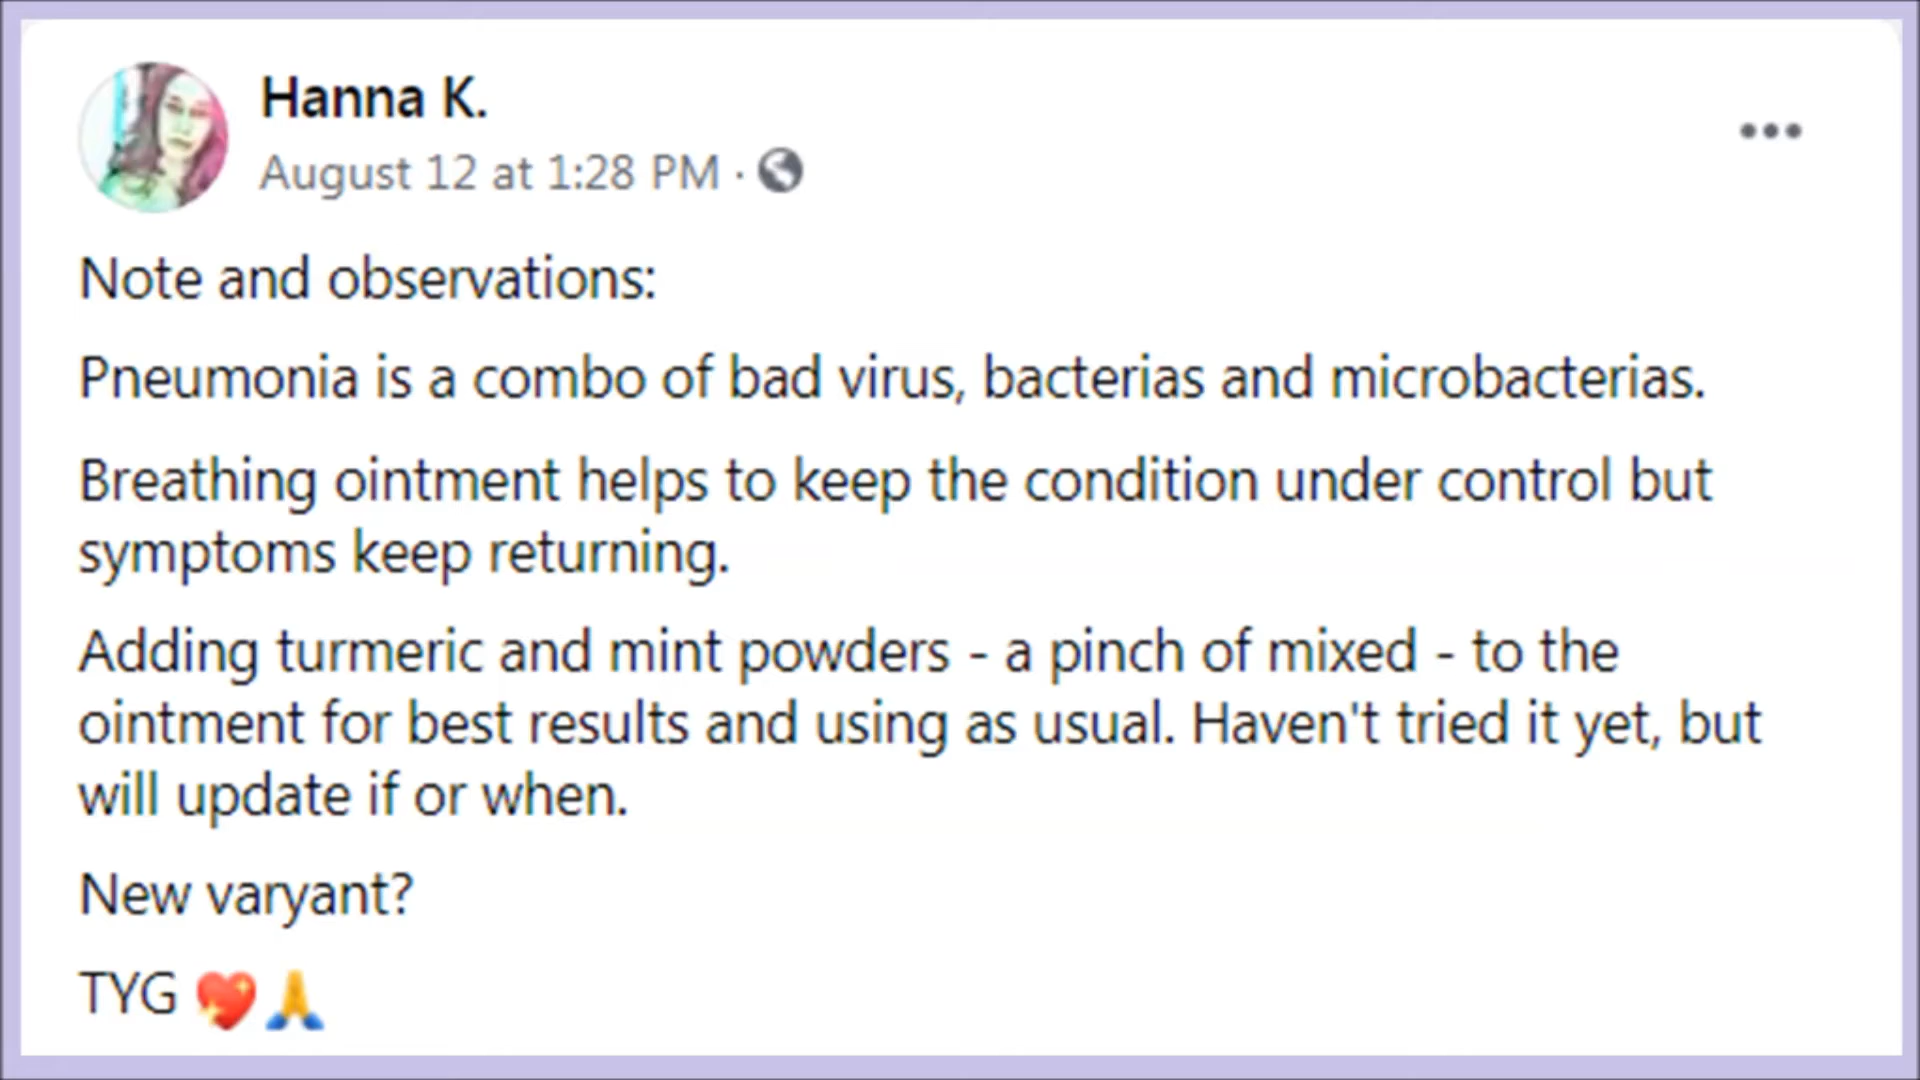 Hanna K.
August 12 at 1:28 PM ·
Note and observations:
Pneumonia is a combo of bad virus, bacterias and microbacterias.
Breathing ointment helps to keep the condition under control but
symptoms keep returning.
Adding turmeric and mint powders - a pinch of mixed - to the
ointment for best results and using as usual. Haven't tried it yet, but
will update if or when.
New varyant?
TYG 💖🙏